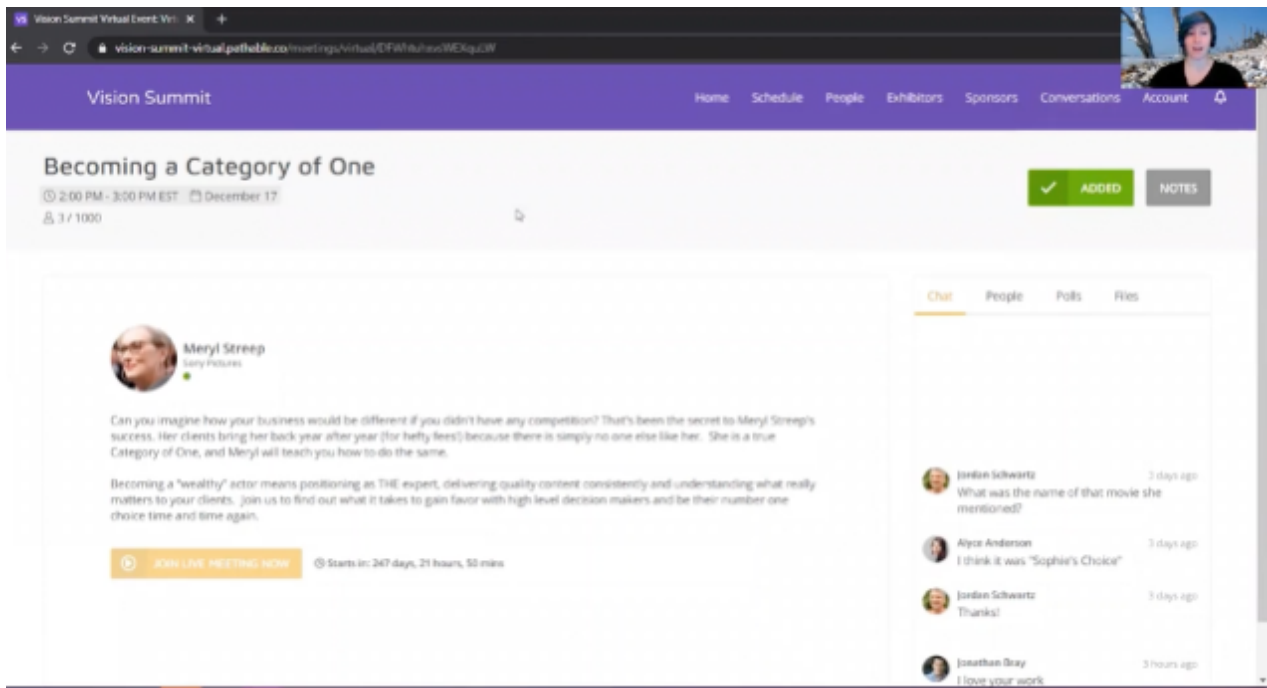 Vision Summit Virtual Event: Virt
vision-summit-virtual.pathable.co/meetings/virtual/
Vision Summit
Home Schedule People Exhibitors Sponsors Conversations Account
Becoming a Category of One
2:00 PM - 3:00 PM EST December 17
3 / 1000
ADDED NOTES
Meryl Streep
Sony Pictures
Can you imagine how your business would be different if you didn't have any competition? That's been the secret to Meryl Streep's
success. Her clients bring her back year after year (for hefty fees!) because there is simply no one else like her. She is a true
Category of One, and Meryl will teach you how to do the same.
Becoming a "wealthy" actor means positioning as THE expert, delivering quality content consistently and understanding what really
matters to your clients. Join us to find out what it takes to gain favor with high level decision makers and be their number one
choice time and time again.
JOIN LIVE MEETING NOW Starts in: 247 days, 21 hours, 50 mins
Chat People Polls Files
Jordan Schwartz 3 days ago
What was the name of that movie she
mentioned?
Alyce Anderson 3 days ago
I think it was "Sophie's Choice"
Jordan Schwartz 3 days ago
Thanks!
Jonathan Bray 3 hours ago
I love your work